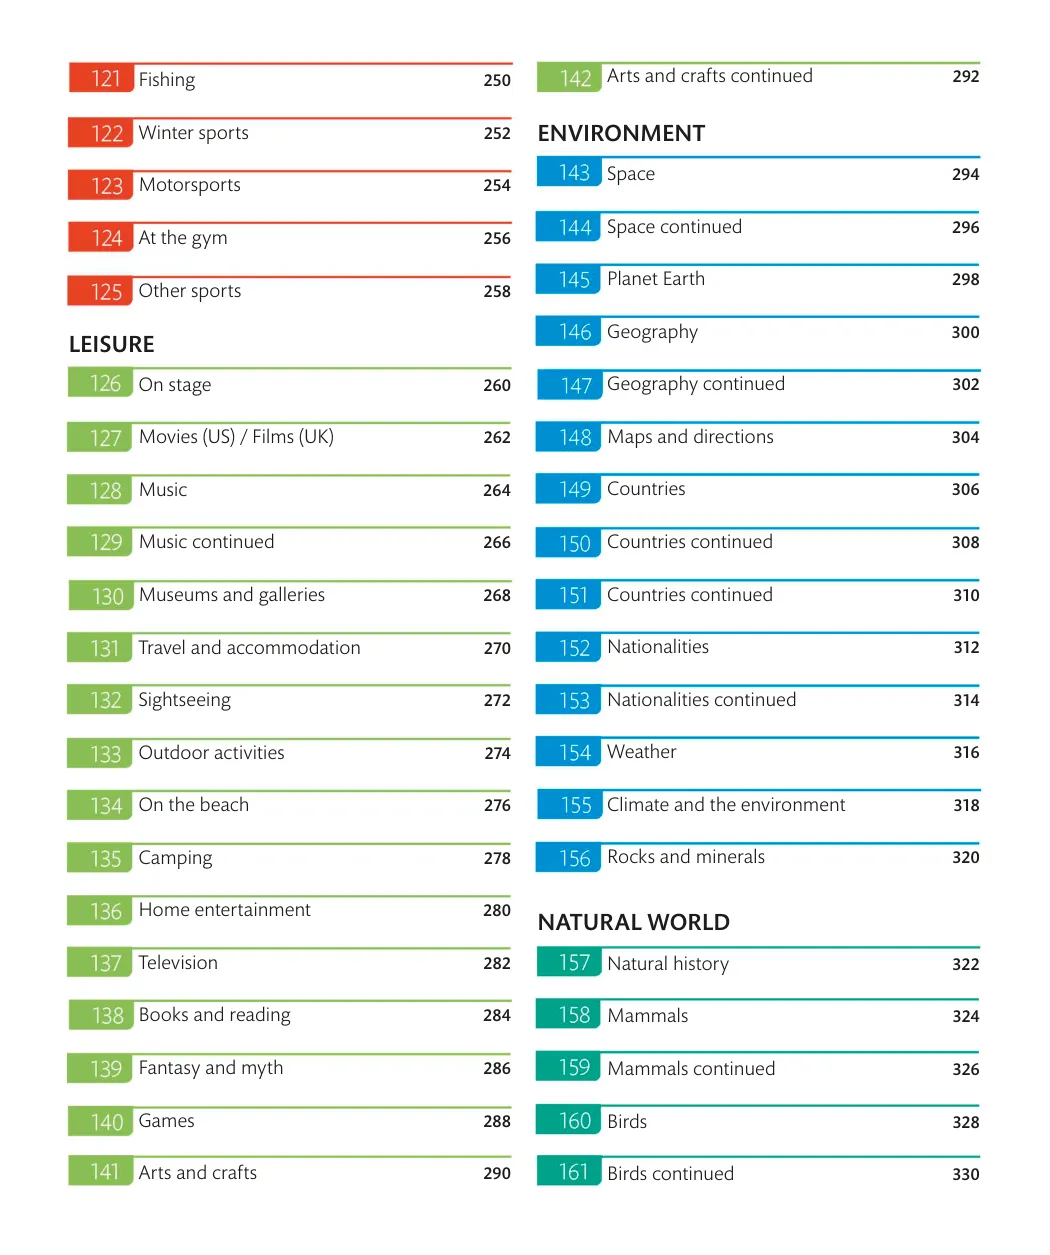 121 Fishing 250
122 Winter sports 252
123 Motorsports 254
124 At the gym 256
125 Other sports 258
LEISURE
126 On stage 260
127 Movies (US) / Films (UK) 262
128 Music 264
129 Music continued 266
130 Museums and galleries 268
131 Travel and accommodation 270
132 Sightseeing 272
133 Outdoor activities 274
134 On the beach 276
135 Camping 278
136 Home entertainment 280
137 Television 282
138 Books and reading 284
139 Fantasy and myth 286
140 Games 288
141 Arts and crafts 290
142 Arts and crafts continued 292
ENVIRONMENT
143 Space 294
144 Space continued 296
145 Planet Earth 298
146 Geography 300
147 Geography continued 302
148 Maps and directions 304
149 Countries 306
150 Countries continued 308
151 Countries continued 310
152 Nationalities 312
153 Nationalities continued 314
154 Weather 316
155 Climate and the environment 318
156 Rocks and minerals 320
NATURAL WORLD
157 Natural history 322
158 Mammals 324
159 Mammals continued 326
160 Birds 328
161 Birds continued 330